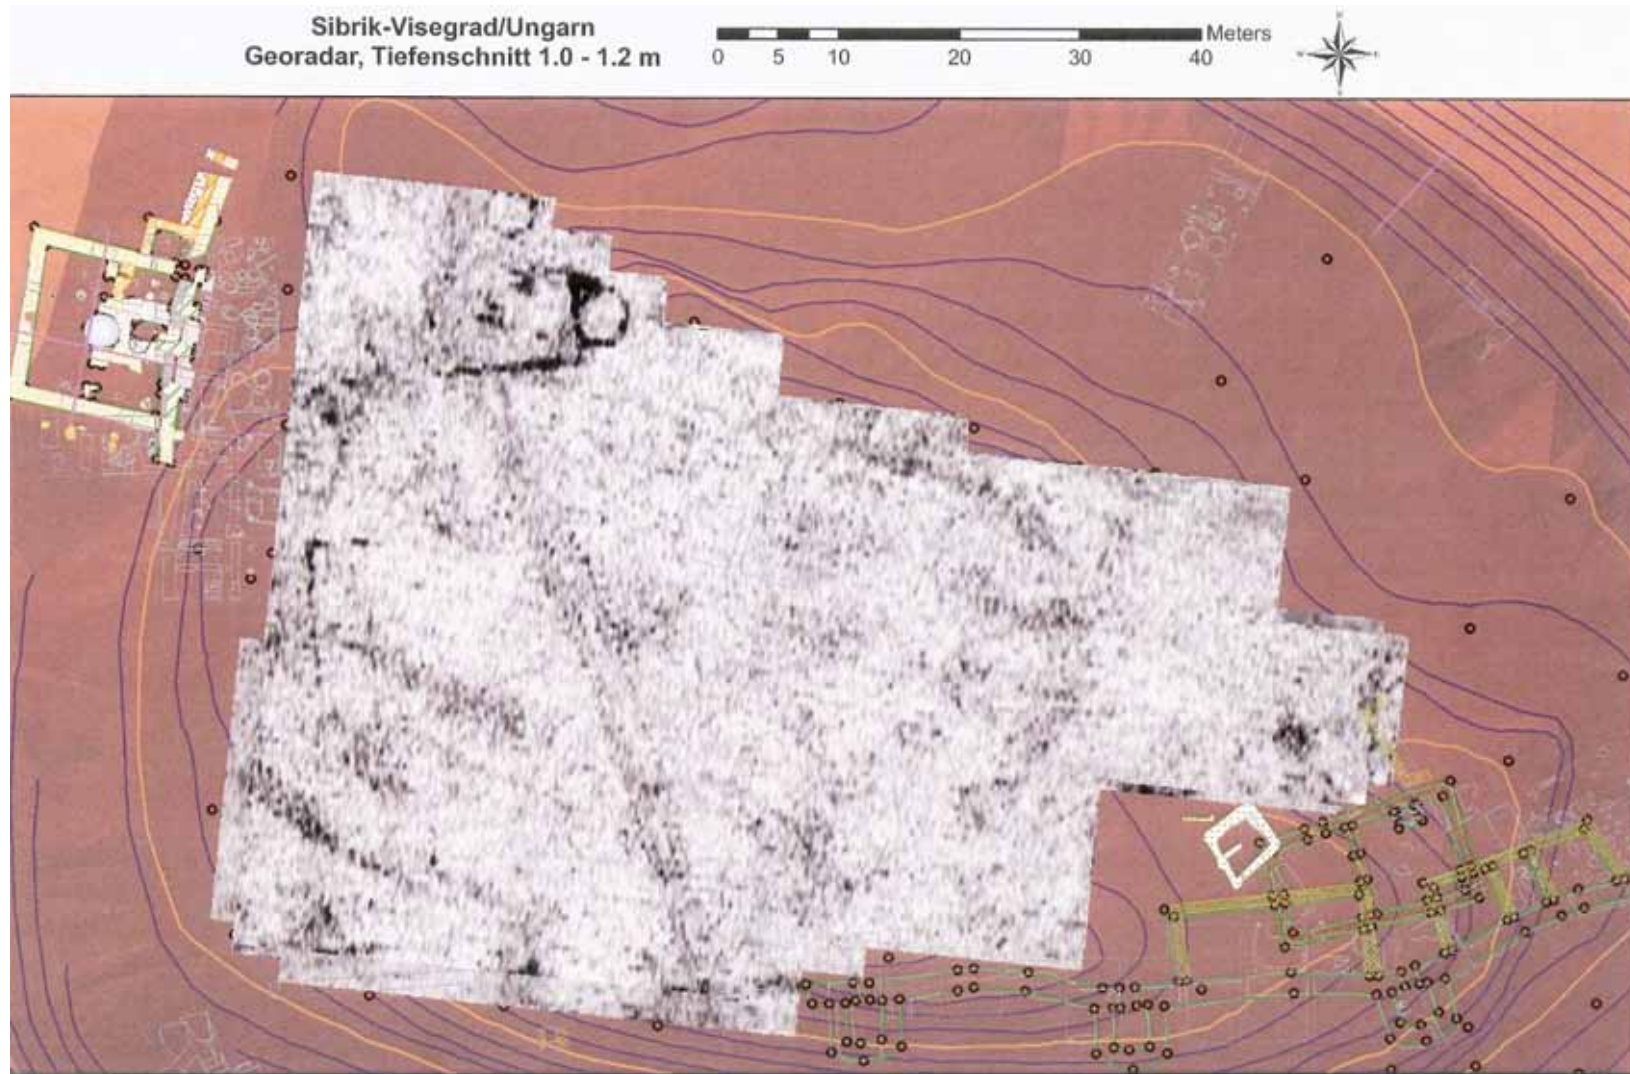 Sibrik-Visegrad/Ungarn
Georadar, Tiefenschnitt 1.0 - 1.2 m
Meters
0 5 10 20 30 40